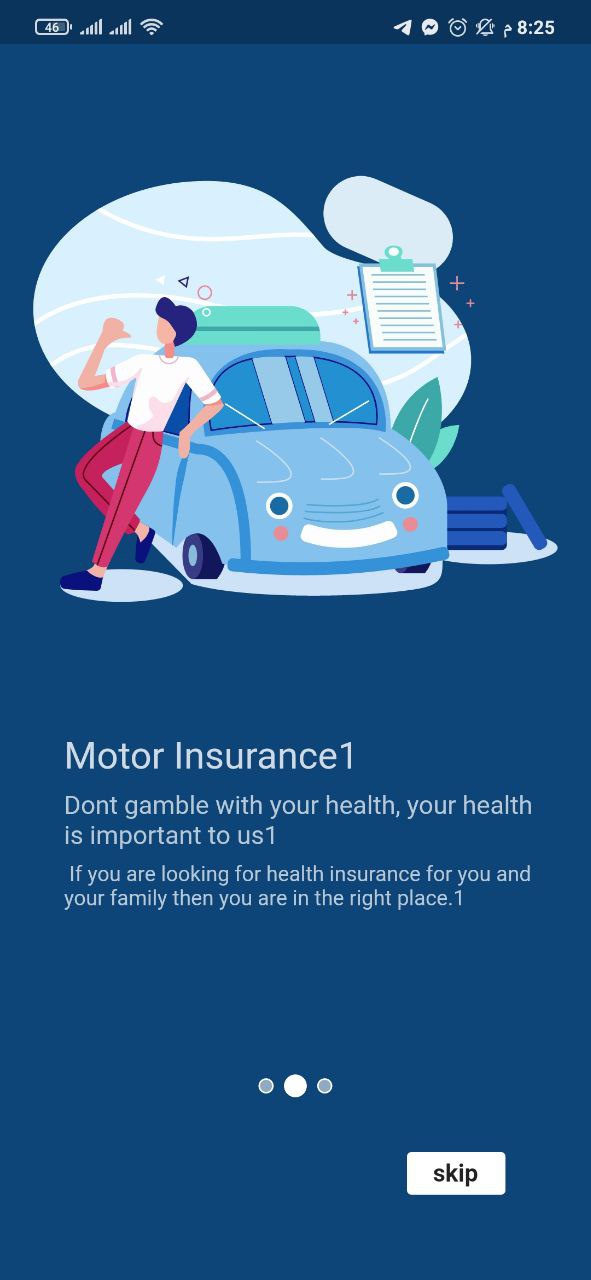 46 م 8:25
Motor Insurance1
Dont gamble with your health, your health
is important to us1
If you are looking for health insurance for you and
your family then you are in the right place.1
skip